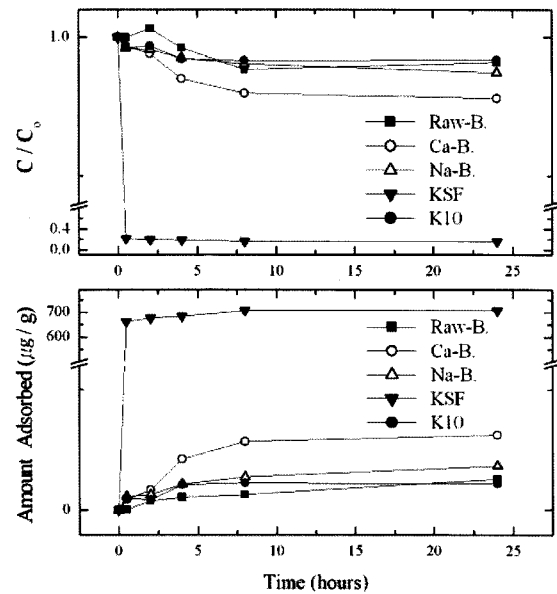 1.0
0.4
0.0
C / Co
Raw-B.
Ca-B.
Na-B.
KSF
K10
0 5 10 15 20 25
700
600
0
Amount Adsorbed (μg / g)
Raw-B.
Ca-B.
Na-B.
KSF
K10
0 5 10 15 20 25
Time (hours)